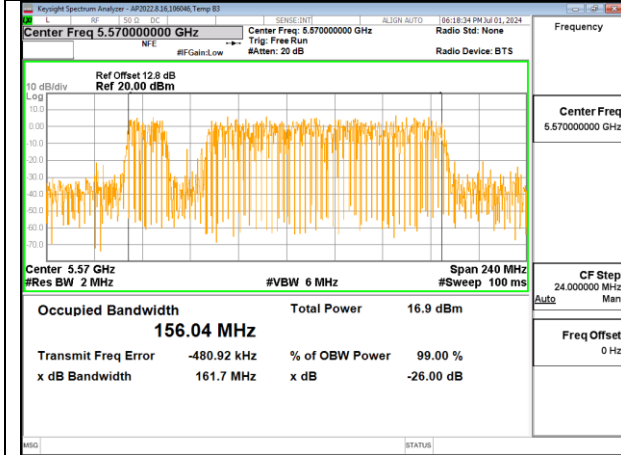 Keysight Spectrum Analyzer - AP2022.8.16,106046,Temp B3
L RF 50 Ω DC SENSE:INT ALIGN AUTO 06:18:34 PM Jul 01, 2024
Center Freq 5.570000000 GHz
NFE
#IFGain:Low
Center Freq: 5.570000000 GHz
Trig: Free Run
#Atten: 20 dB
Radio Std: None
Radio Device: BTS
Frequency
Ref Offset 12.8 dB
10 dB/div Ref 20.00 dBm
Log
10.0
0.00
-10.0
-20.0
-30.0
-40.0
-50.0
-60.0
-70.0
Center Freq
5.570000000 GHz
Center 5.57 GHz Span 240 MHz
#Res BW 2 MHz #VBW 6 MHz #Sweep 100 ms
CF Step
24.000000 MHz
Auto Man
Occupied Bandwidth Total Power 16.9 dBm
156.04 MHz
Transmit Freq Error -480.92 kHz % of OBW Power 99.00 %
x dB Bandwidth 161.7 MHz x dB -26.00 dB
Freq Offset
0 Hz
MSG STATUS